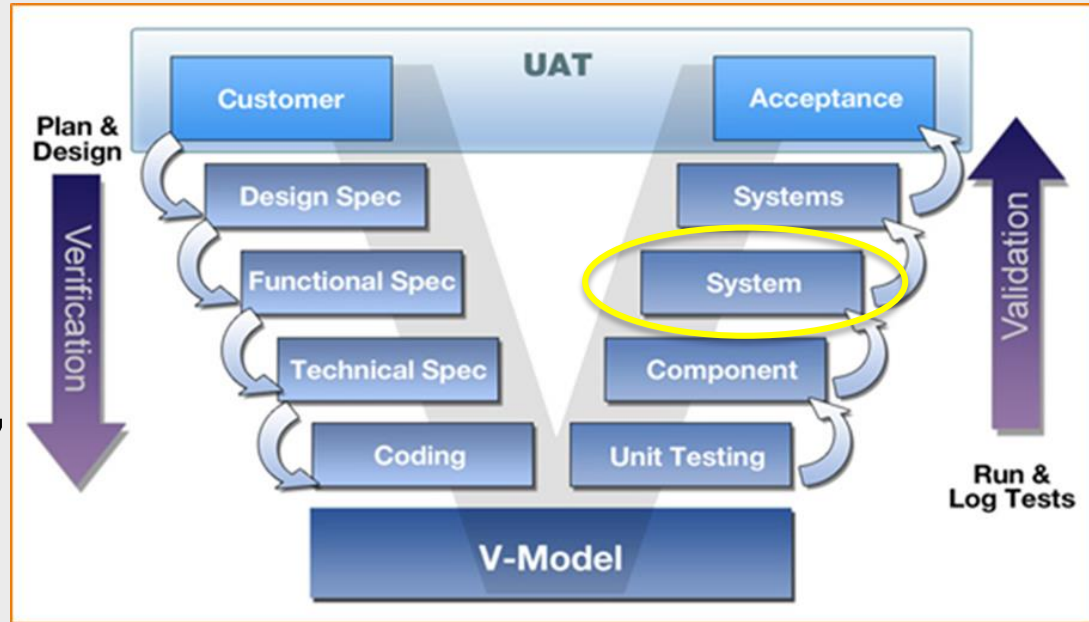 UAT
Customer
Acceptance
Plan &
Design
Design Spec
Systems
Verification
Validation
Functional Spec
System
Technical Spec
Component
Coding
Unit Testing
Run &
Log Tests
V-Model